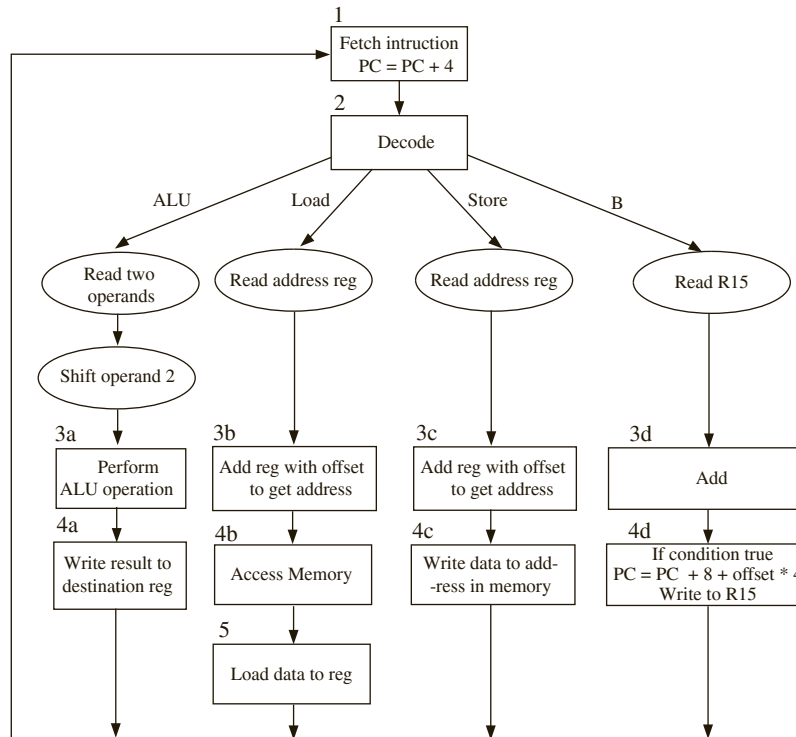 1
Fetch intruction
PC = PC + 4
2
Decode
ALU
Load
Store
B
Read two
operands
Read address reg
Read address reg
Read R15
Shift operand 2
3a
Perform
ALU operation
3b
Add reg with offset
to get address
3c
Add reg with offset
to get address
3d
Add
4a
Write result to
destination reg
4b
Access Memory
4c
Write data to add-
-ress in memory
4d
If condition true
PC = PC + 8 + offset * 4
Write to R15
5
Load data to reg